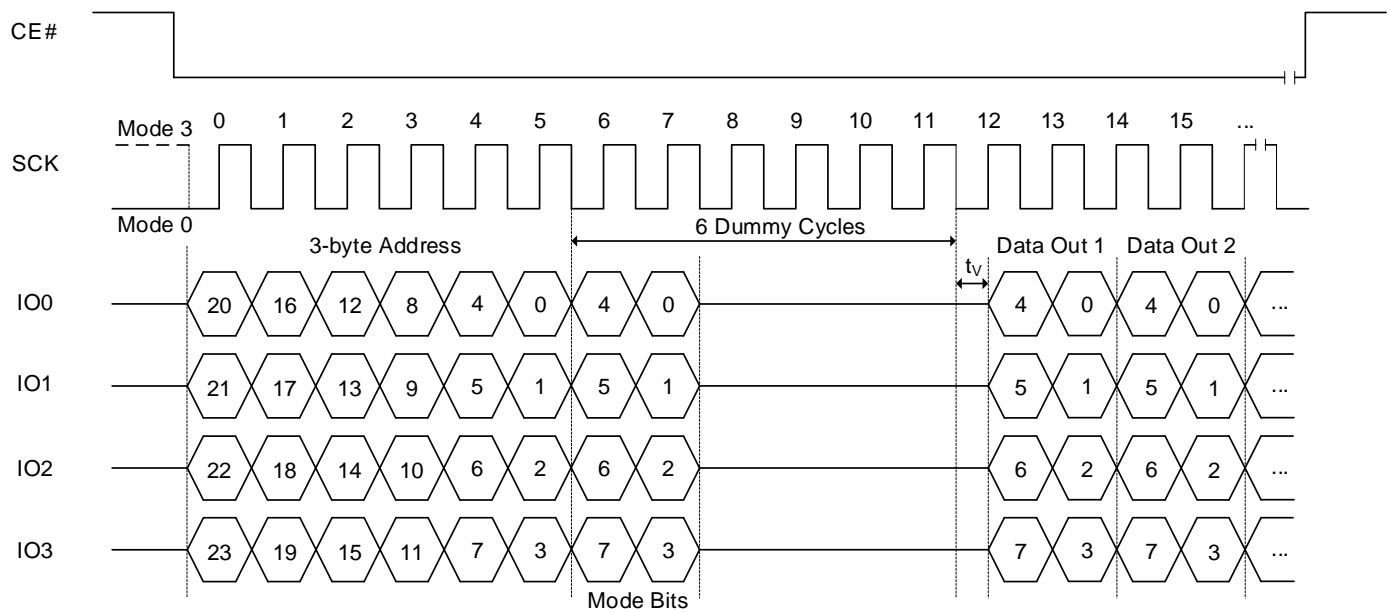 CE#
Mode 3 0 1 2 3 4 5 6 7 8 9 10 11 12 13 14 15 ...
SCK
Mode 0
3-byte Address 6 Dummy Cycles Data Out 1 Data Out 2
tV
IO0 20 16 12 8 4 0 4 0 4 0 4 0 ...
IO1 21 17 13 9 5 1 5 1 5 1 5 1 ...
IO2 22 18 14 10 6 2 6 2 6 2 6 2 ...
IO3 23 19 15 11 7 3 7 3 7 3 7 3 ...
Mode Bits